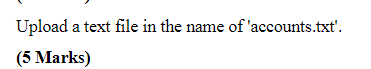 Upload a text file in the name of 'accounts.txt'.
(5 Marks)